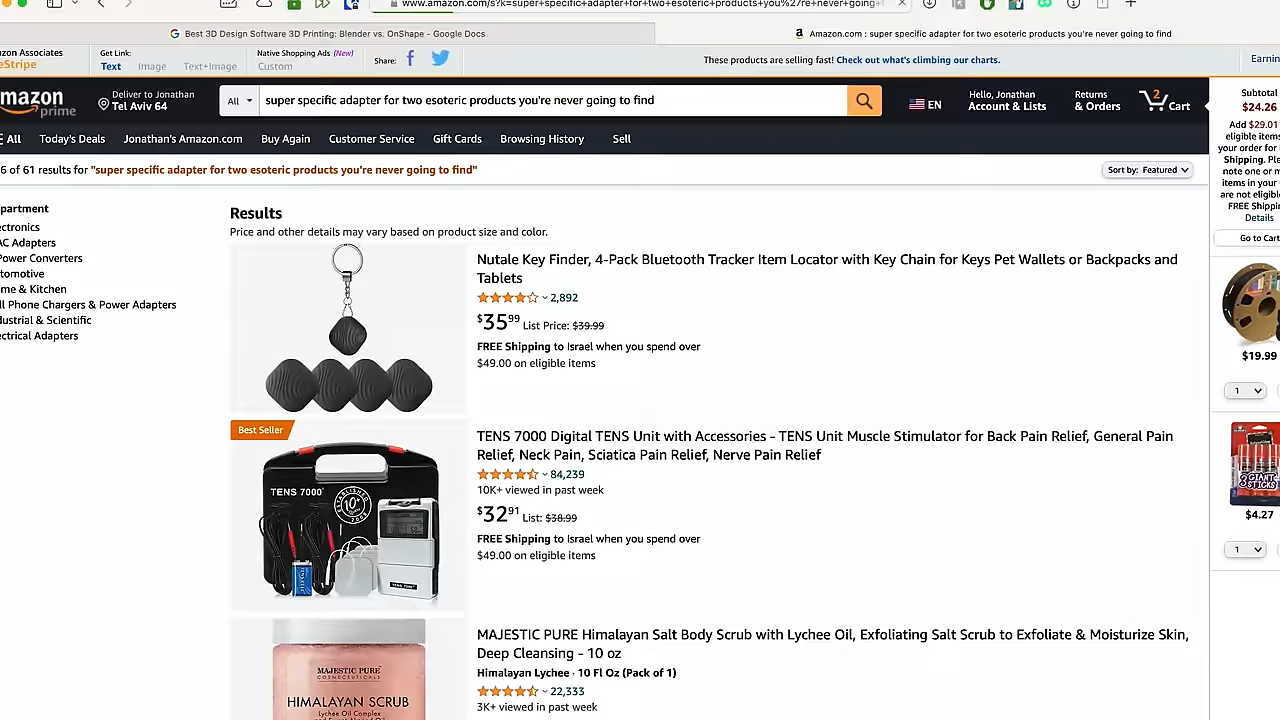 www.amazon.com/s?k=super+specific+adapter+for+two+esoteric+products+you%27re+never+going+
Best 3D Design Software 3D Printing: Blender vs. OnShape - Google Docs
Amazon.com : super specific adapter for two esoteric products you're never going to find
zon Associates
eStripe
Get Link:
Text Image Text+Image
Native Shopping Ads (New)
Custom
Share:
These products are selling fast! Check out what's climbing our charts.
Earnin
mazon
prime
Deliver to Jonathan
Tel Aviv 64
All
super specific adapter for two esoteric products you're never going to find
EN
Hello, Jonathan
Account & Lists
Returns
& Orders
2
Cart
All Today's Deals Jonathan's Amazon.com Buy Again Customer Service Gift Cards Browsing History Sell
6 of 61 results for "super specific adapter for two esoteric products you're never going to find"
Sort by: Featured
partment
ectronics
AC Adapters
Power Converters
tomotive
me & Kitchen
ll Phone Chargers & Power Adapters
dustrial & Scientific
ectrical Adapters
Results
Price and other details may vary based on product size and color.
Nutale Key Finder, 4-Pack Bluetooth Tracker Item Locator with Key Chain for Keys Pet Wallets or Backpacks and
Tablets
2,892
$35.99 List Price: $39.99
FREE Shipping to Israel when you spend over
$49.00 on eligible items
Best Seller
TENS 7000
ESTABLISHED
10+
TENS 7000
TENS 7000 Digital TENS Unit with Accessories - TENS Unit Muscle Stimulator for Back Pain Relief, General Pain
Relief, Neck Pain, Sciatica Pain Relief, Nerve Pain Relief
84,239
10K+ viewed in past week
$32.91 List: $38.99
FREE Shipping to Israel when you spend over
$49.00 on eligible items
MAJESTIC PURE
COSMECEUTICALS
HIMALAYAN SCRUB
Lychee Oil Complex
MAJESTIC PURE Himalayan Salt Body Scrub with Lychee Oil, Exfoliating Salt Scrub to Exfoliate & Moisturize Skin,
Deep Cleansing - 10 oz
Himalayan Lychee · 10 Fl Oz (Pack of 1)
22,333
3K+ viewed in past week
Subtotal
$24.26
Add $29.01
eligible items
your order for
Shipping. Ple
note one or m
items in your
are not eligibl
FREE Shippi
Details
Go to Cart
$19.99
1
GIANT
STICKS
$4.27
1